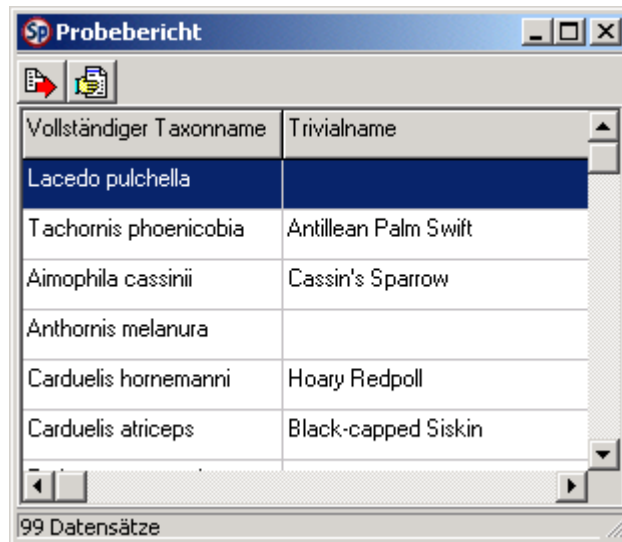 Sp Probebericht
Vollständiger Taxonname Trivialname
Lacedo pulchella
Tachornis phoenicobia Antillean Palm Swift
Aimophila cassinii Cassin's Sparrow
Anthornis melanura
Carduelis hornemanni Hoary Redpoll
Carduelis atriceps Black-capped Siskin
99 Datensätze